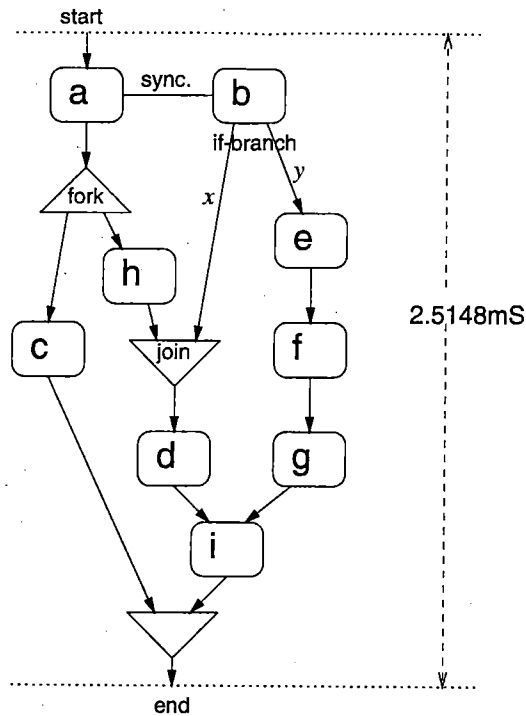 start
a
sync.
b
if-branch
fork
x
y
h
e
c
join
f
2.5148mS
d
g
i
end